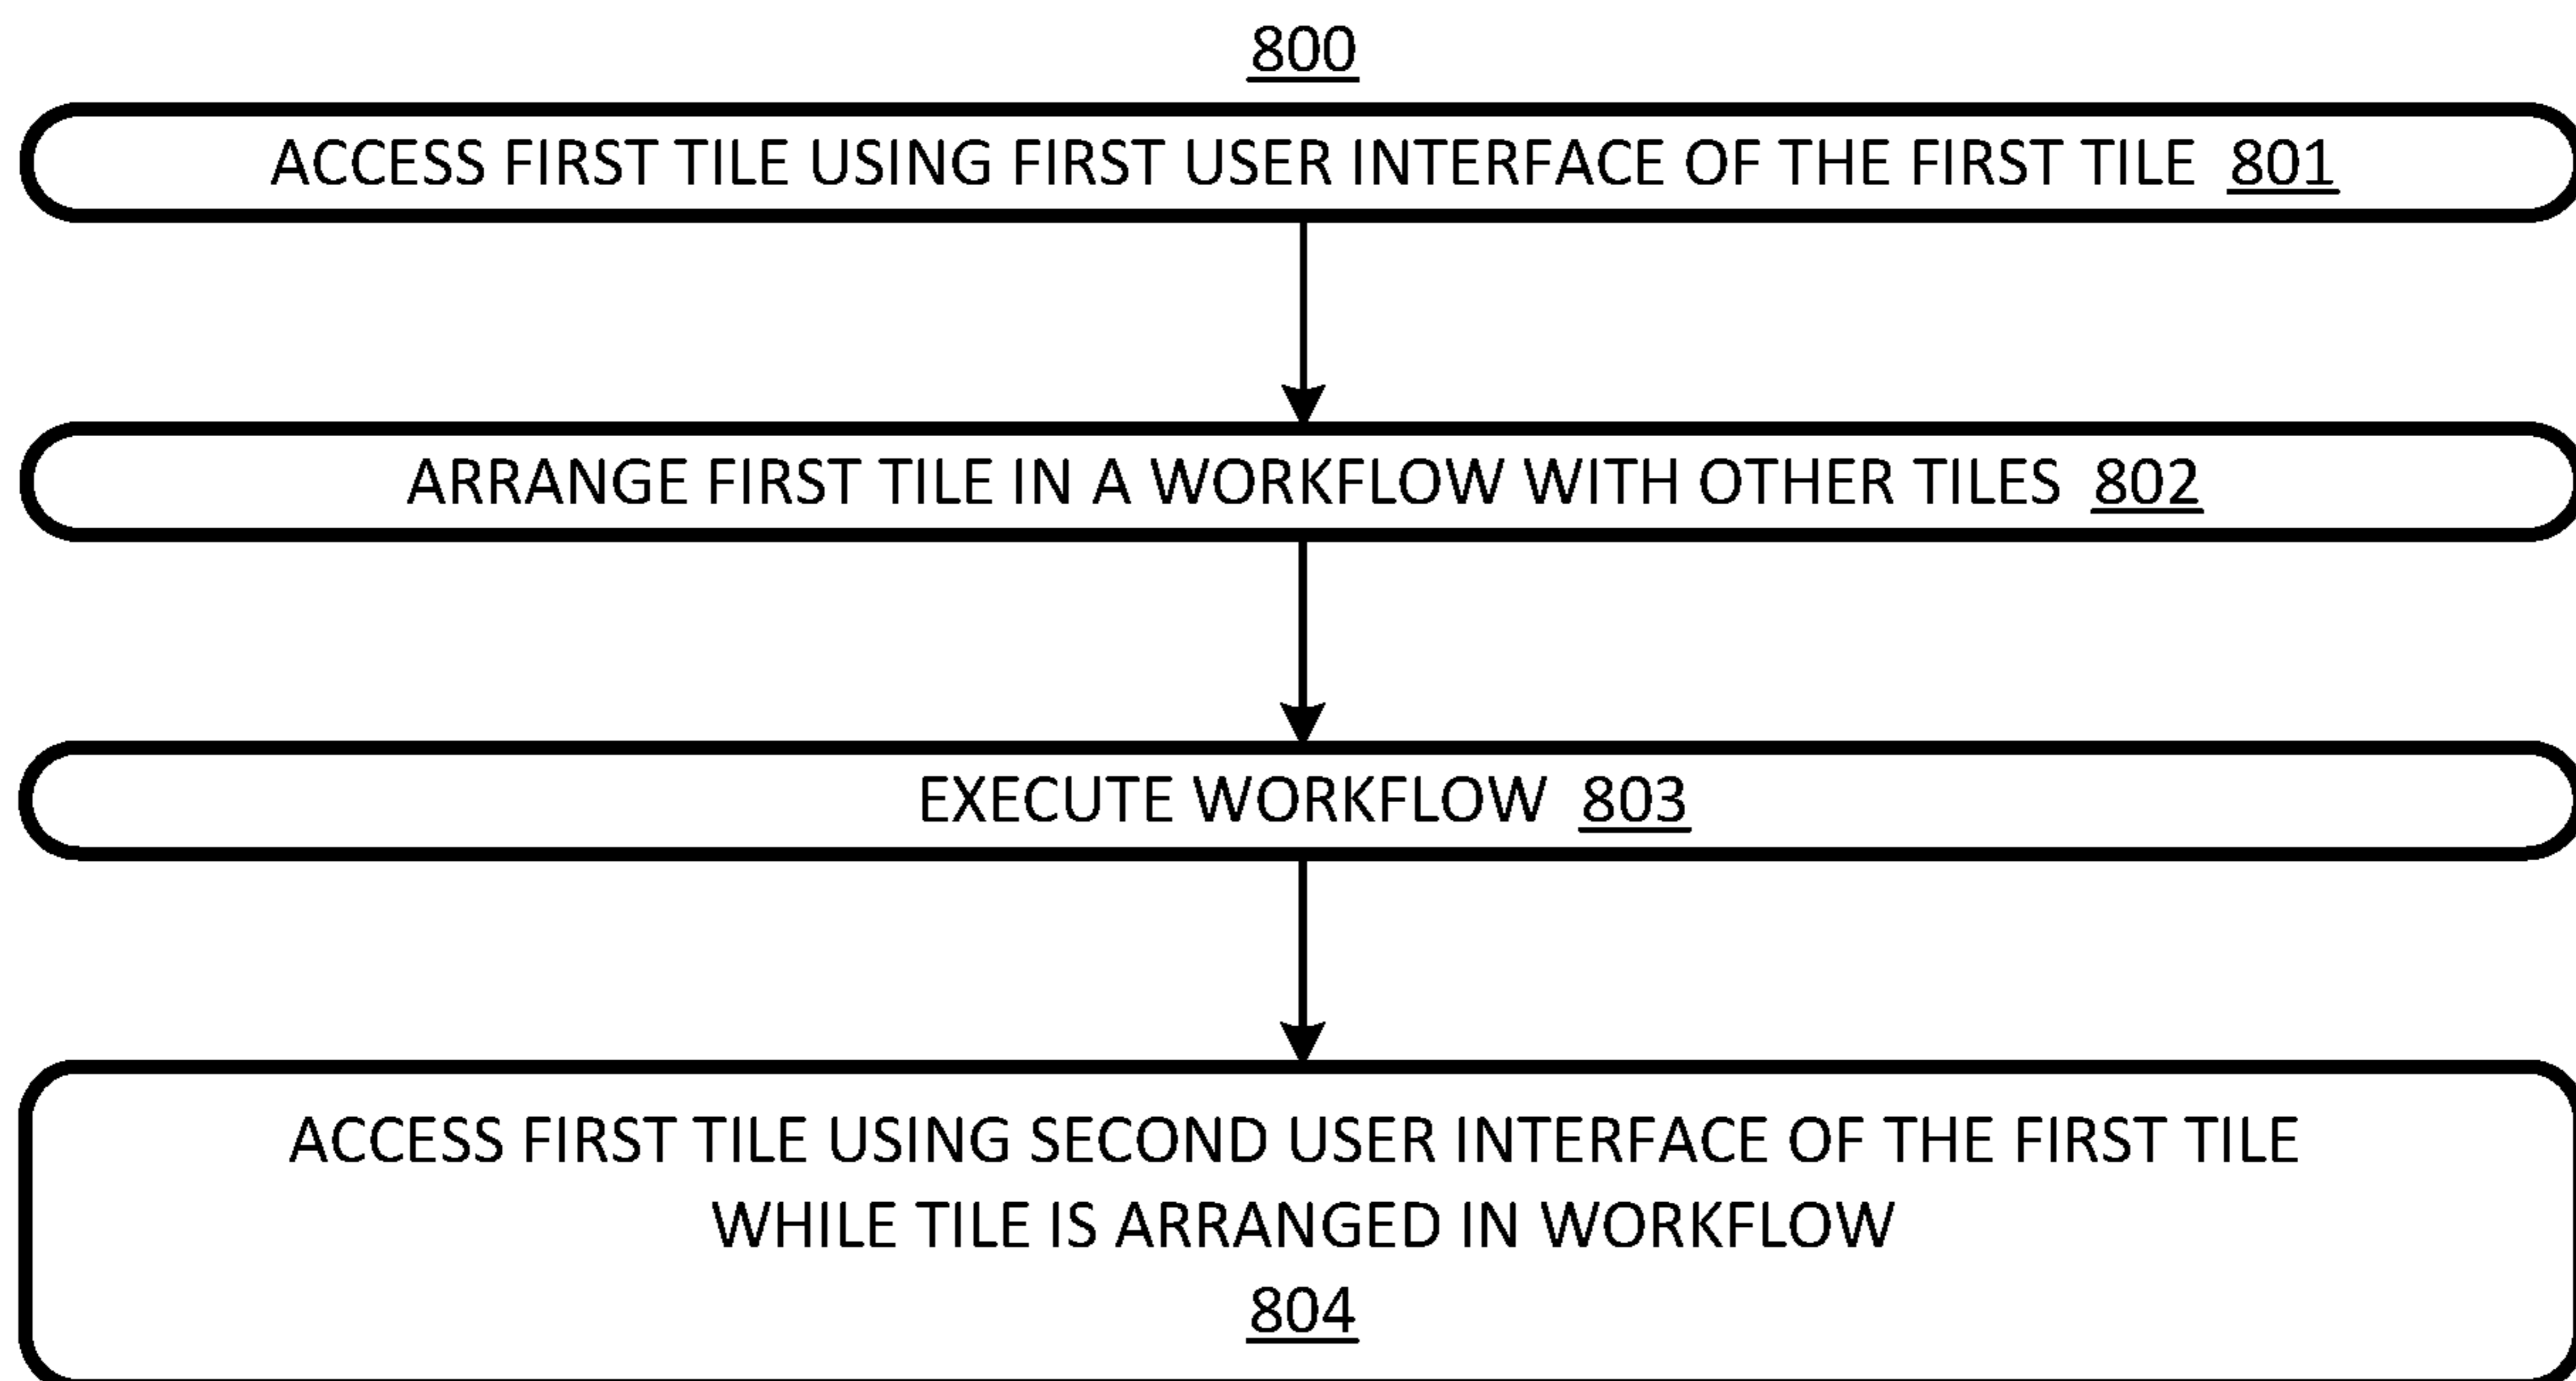 800
ACCESS FIRST TILE USING FIRST USER INTERFACE OF THE FIRST TILE 801
ARRANGE FIRST TILE IN A WORKFLOW WITH OTHER TILES 802
EXECUTE WORKFLOW 803
ACCESS FIRST TILE USING SECOND USER INTERFACE OF THE FIRST TILE
WHILE TILE IS ARRANGED IN WORKFLOW
804